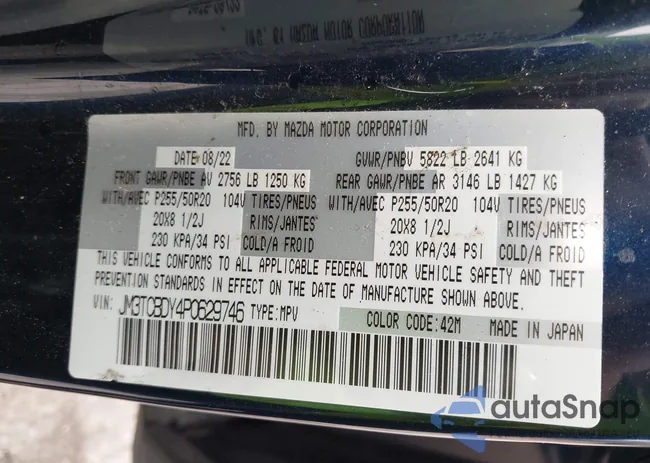 MFD. BY MAZDA MOTOR CORPORATION
DATE 08/22 GVWR/PNBV 5822 LB 2641 KG
FRONT GAWR/PNBE AV 2756 LB 1250 KG REAR GAWR/PNBE AR 3146 LB 1427 KG
WITH/AVEC P255/50R20 104V TIRES/PNEUS WITH/AVEC P255/50R20 104V TIRES/PNEUS
20X8 1/2J RIMS/JANTES 20X8 1/2J RIMS/JANTES
230 KPA/34 PSI COLD/A FROID 230 KPA/34 PSI COLD/A FROID
THIS VEHICLE CONFORMS TO ALL APPLICABLE FEDERAL MOTOR VEHICLE SAFETY AND THEFT
PREVENTION STANDARDS IN EFFECT ON THE DATE OF MANUFACTURE SHOWN ABOVE.
VIN: JM3TCBDY4P0629746 TYPE: MPV COLOR CODE: 42M MADE IN JAPAN
autaSnap